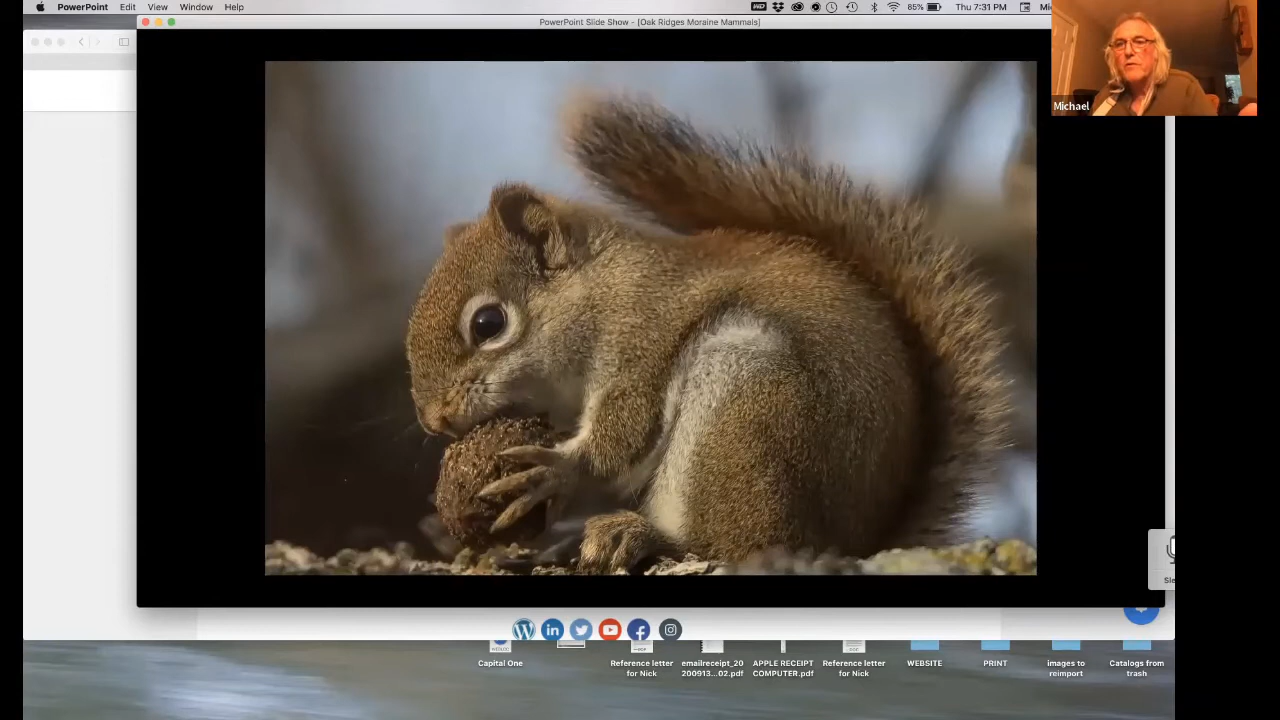 PowerPoint Edit View Window Help
85% Thu 7:31 PM
PowerPoint Slide Show - [Oak Ridges Moraine Mammals]
Michael
Capital One
Reference letter
for Nick
emailreceipt_20
200913...02.pdf
APPLE RECEIPT
COMPUTER.pdf
Reference letter
for Nick
WEBSITE
PRINT
images to
reimport
Catalogs from
trash